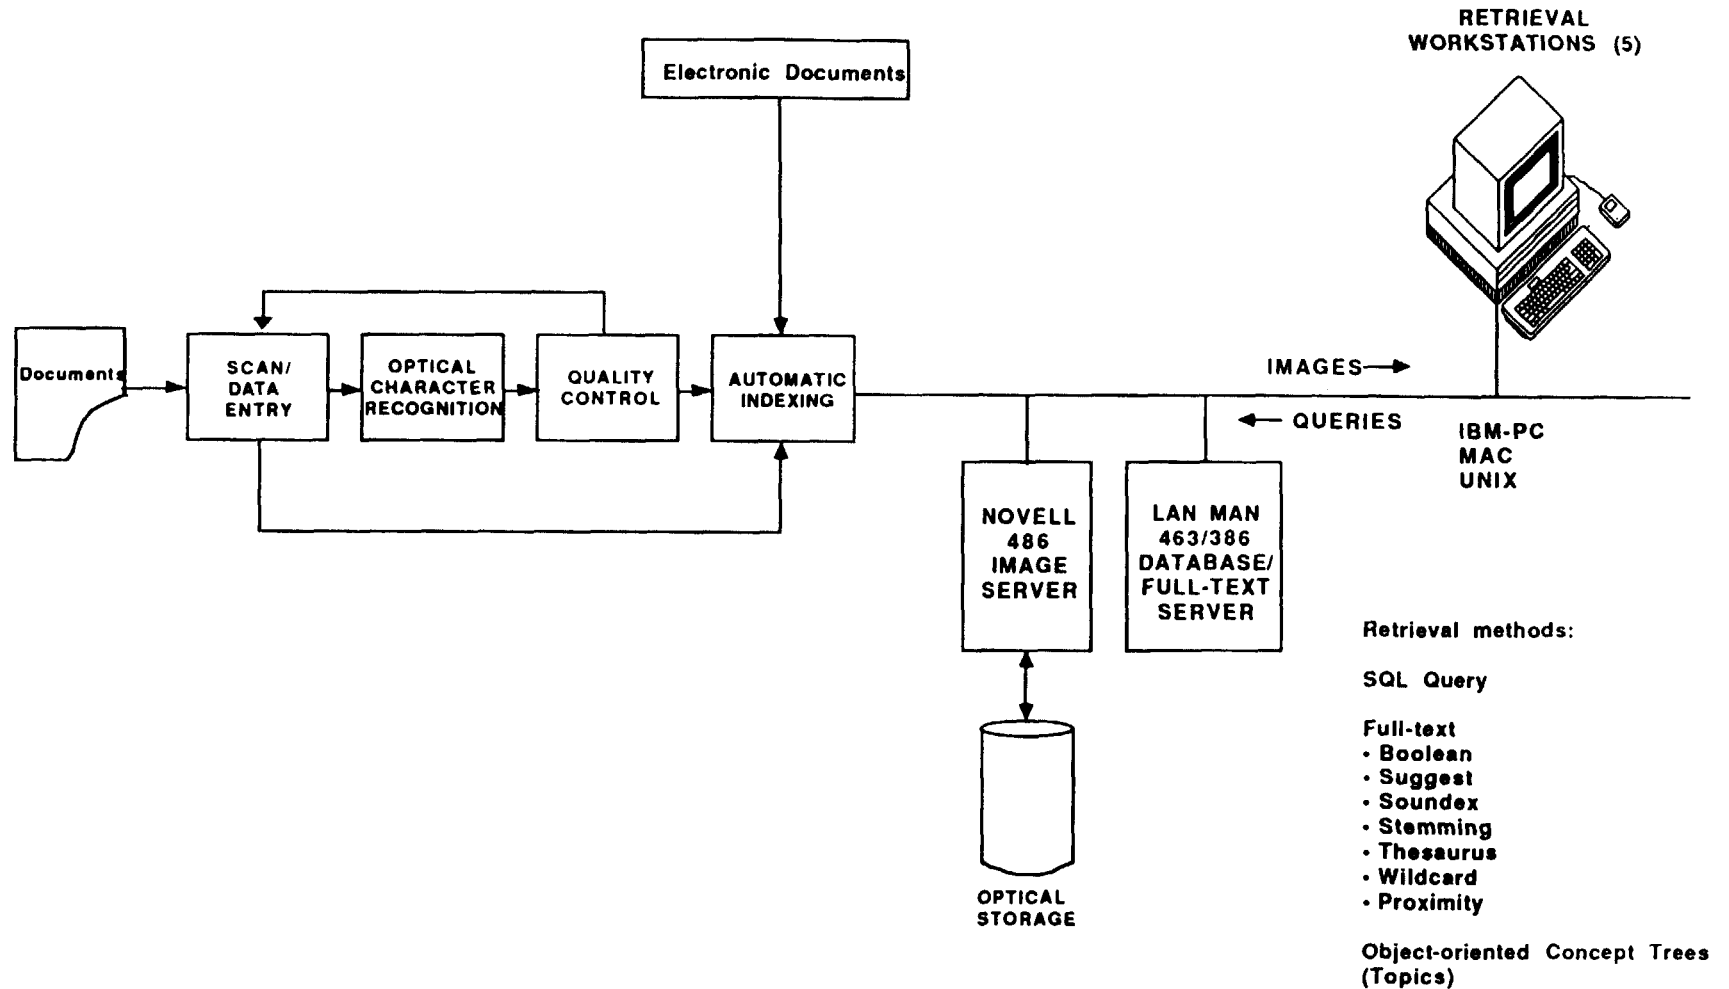 RETRIEVAL
WORKSTATIONS (5)
Electronic Documents
Documents
SCAN/
DATA
ENTRY
OPTICAL
CHARACTER
RECOGNITION
QUALITY
CONTROL
AUTOMATIC
INDEXING
IMAGES
QUERIES
IBM-PC
MAC
UNIX
NOVELL
486
IMAGE
SERVER
LAN MAN
463/386
DATABASE/
FULL-TEXT
SERVER
OPTICAL
STORAGE
Retrieval methods:
SQL Query
Full-text
• Boolean
• Suggest
• Soundex
• Stemming
• Thesaurus
• Wildcard
• Proximity
Object-oriented Concept Trees
(Topics)